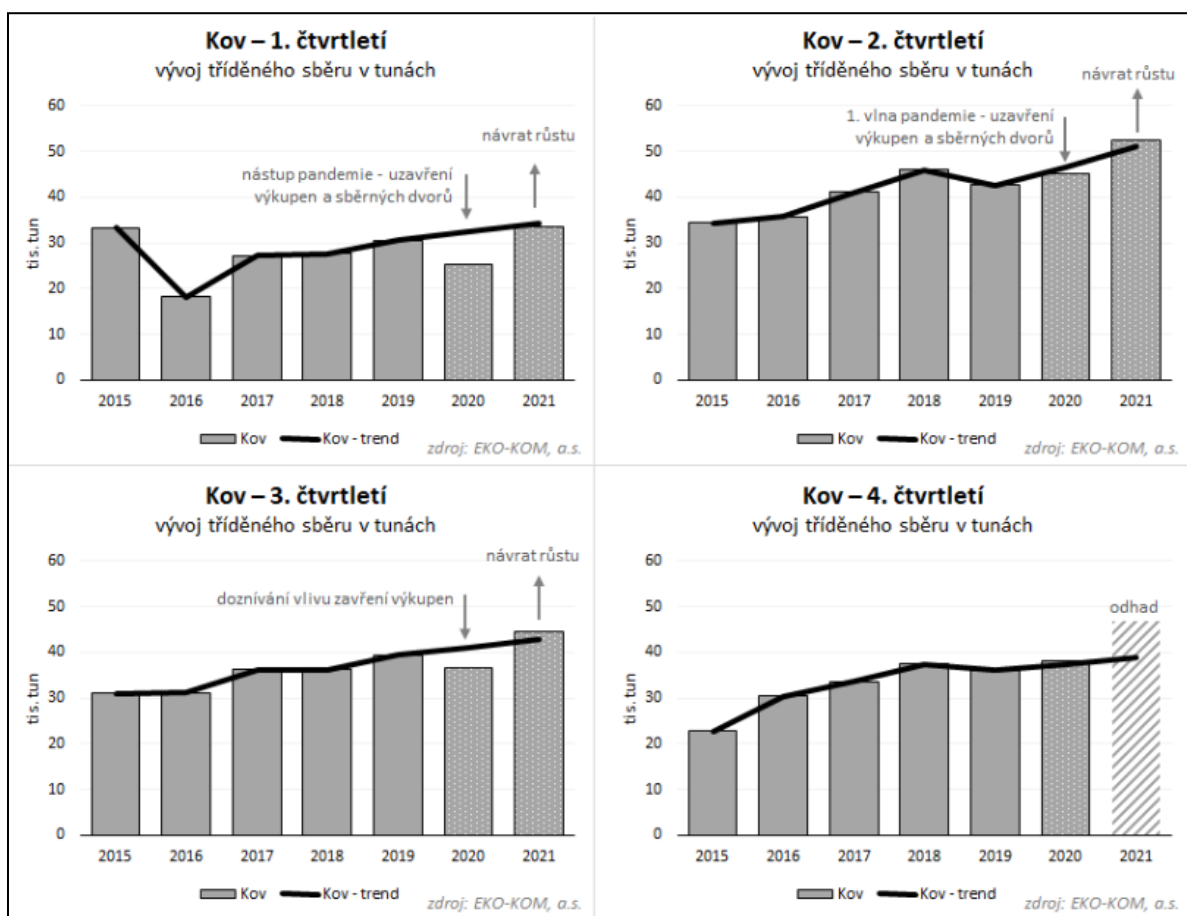 Kov – 1. čtvrtletí
vývoj tříděného sběru v tunách
návrat růstu
nástup pandemie - uzavření
výkupen a sběrných dvorů
tis. tun
60
50
40
30
20
10
0
2015 2016 2017 2018 2019 2020 2021
Kov Kov - trend
zdroj: EKO-KOM, a.s.
Kov – 2. čtvrtletí
vývoj tříděného sběru v tunách
návrat růstu
1. vlna pandemie - uzavření
výkupen a sběrných dvorů
tis. tun
60
50
40
30
20
10
0
2015 2016 2017 2018 2019 2020 2021
Kov Kov - trend
zdroj: EKO-KOM, a.s.
Kov – 3. čtvrtletí
vývoj tříděného sběru v tunách
návrat růstu
doznívání vlivu zavření výkupen
tis. tun
60
50
40
30
20
10
0
2015 2016 2017 2018 2019 2020 2021
Kov Kov - trend
zdroj: EKO-KOM, a.s.
Kov – 4. čtvrtletí
vývoj tříděného sběru v tunách
odhad
tis. tun
60
50
40
30
20
10
0
2015 2016 2017 2018 2019 2020 2021
Kov Kov - trend
zdroj: EKO-KOM, a.s.